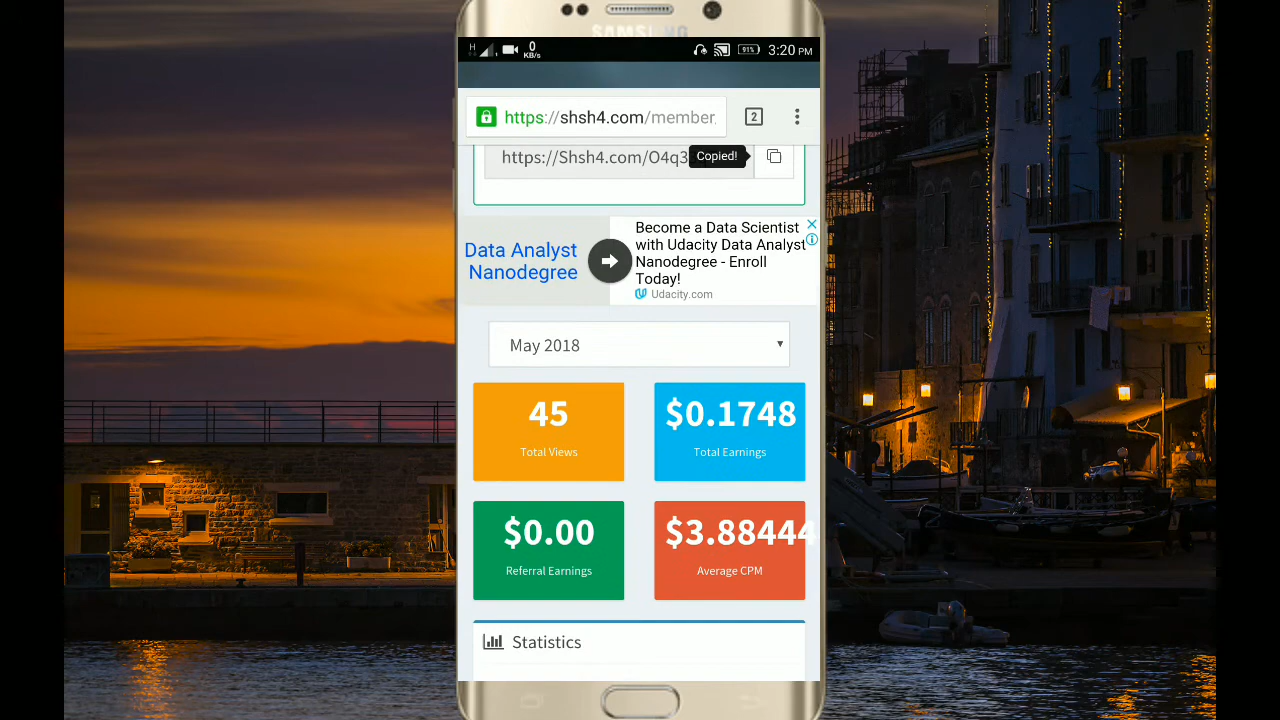 SAMSUNG
H
0
KB/s
91%
3:20 PM
https://shsh4.com/member
2
https://Shsh4.com/O4q3
Copied!
Data Analyst
Nanodegree
Become a Data Scientist
with Udacity Data Analyst
Nanodegree - Enroll
Today!
Udacity.com
May 2018
45
Total Views
$0.1748
Total Earnings
$0.00
Referral Earnings
$3.88444
Average CPM
Statistics